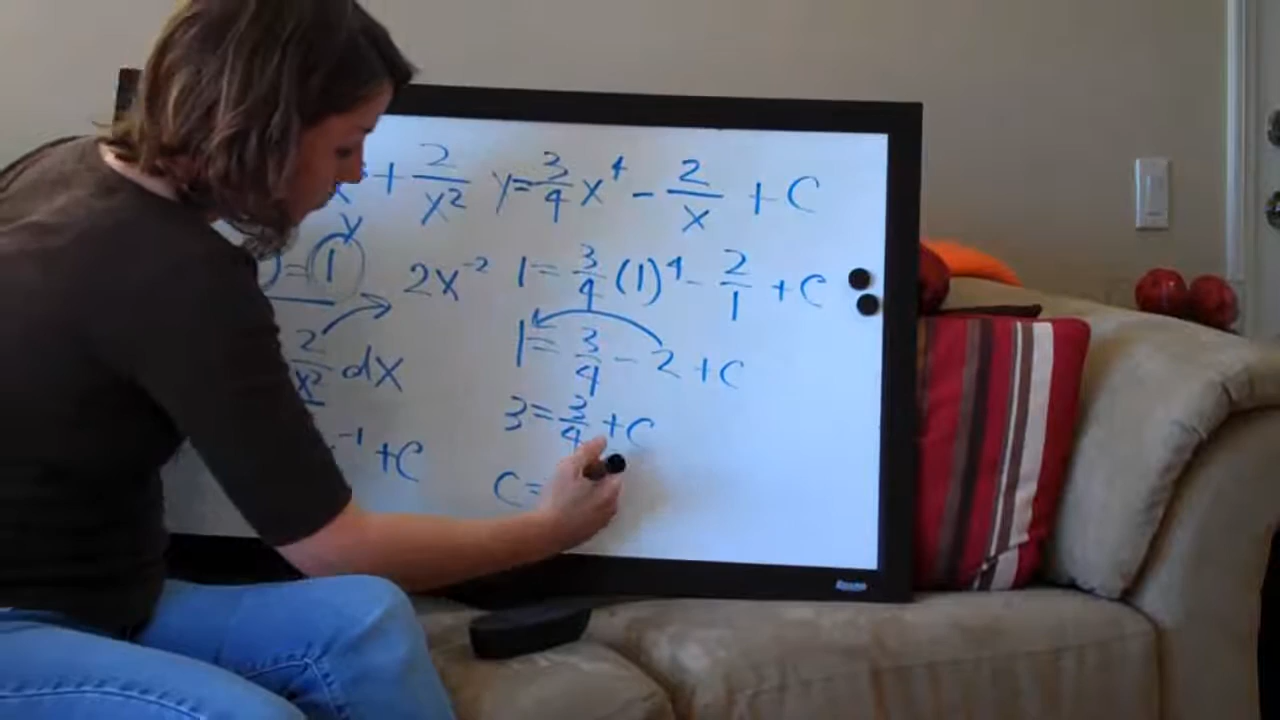 + 2/x² y = 3/4 x⁴ - 2/x + C
y
= 1 2x⁻² 1 = 3/4 (1)⁴ - 2/1 + C
2/x² dx 1 = 3/4 - 2 + C
3 = 3/4 + C
⁻¹ + C C =